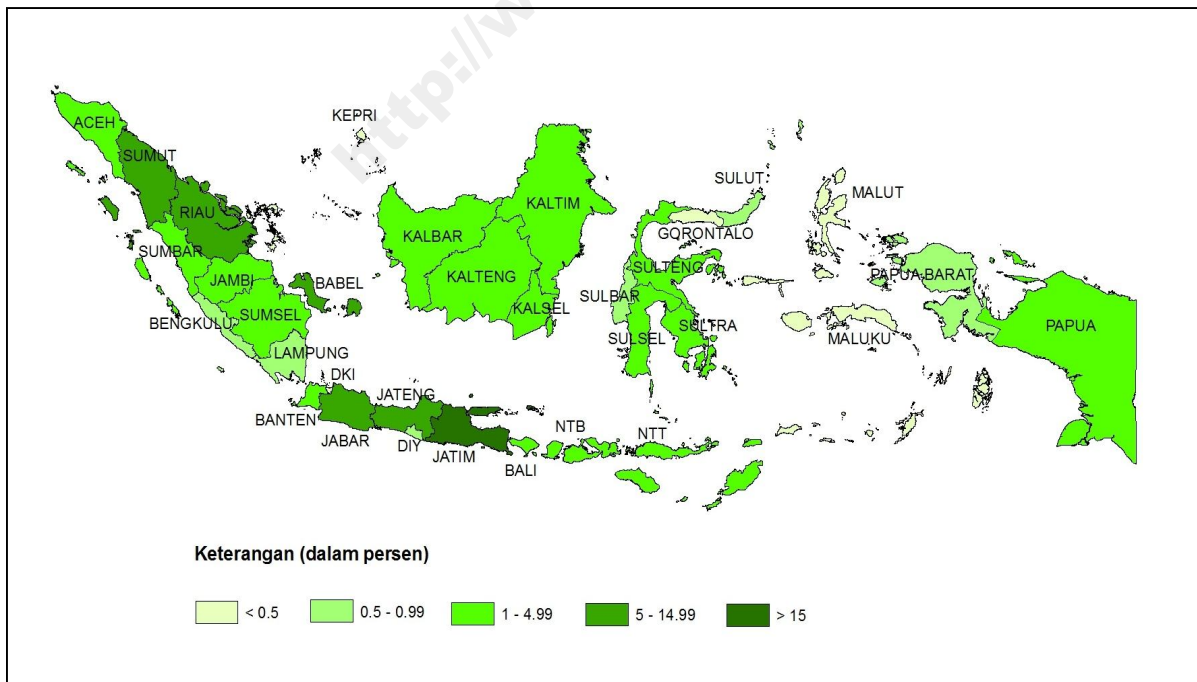 http://w
KEPRI
ACEH
SUMUT
SULUT
MALUT
RIAU
KALTIM
KALBAR
GORONTALO
SUMBAR
JAMBI
BABEL
KALTENG
SULTENG
PAPUA BARAT
SULBAR
BENGKULU
SUMSEL
KALSEL
SULTRA
PAPUA
SULSEL
MALUKU
LAMPUNG
DKI
JATENG
BANTEN
JABAR
DIY
JATIM
BALI
NTB
NTT
Keterangan (dalam persen)
< 0.5 0.5 - 0.99 1 - 4.99 5 - 14.99 > 15